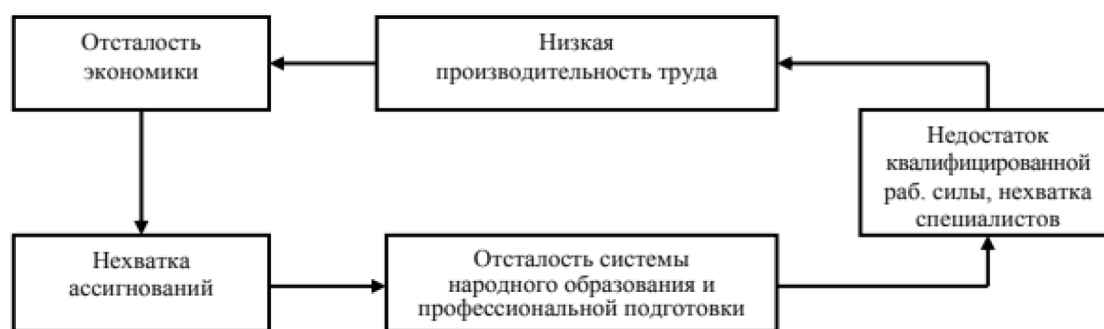 Отсталость
экономики
Низкая
производительность труда
Недостаток
квалифицированной
раб. силы, нехватка
специалистов
Нехватка
ассигнований
Отсталость системы
народного образования и
профессиональной подготовки